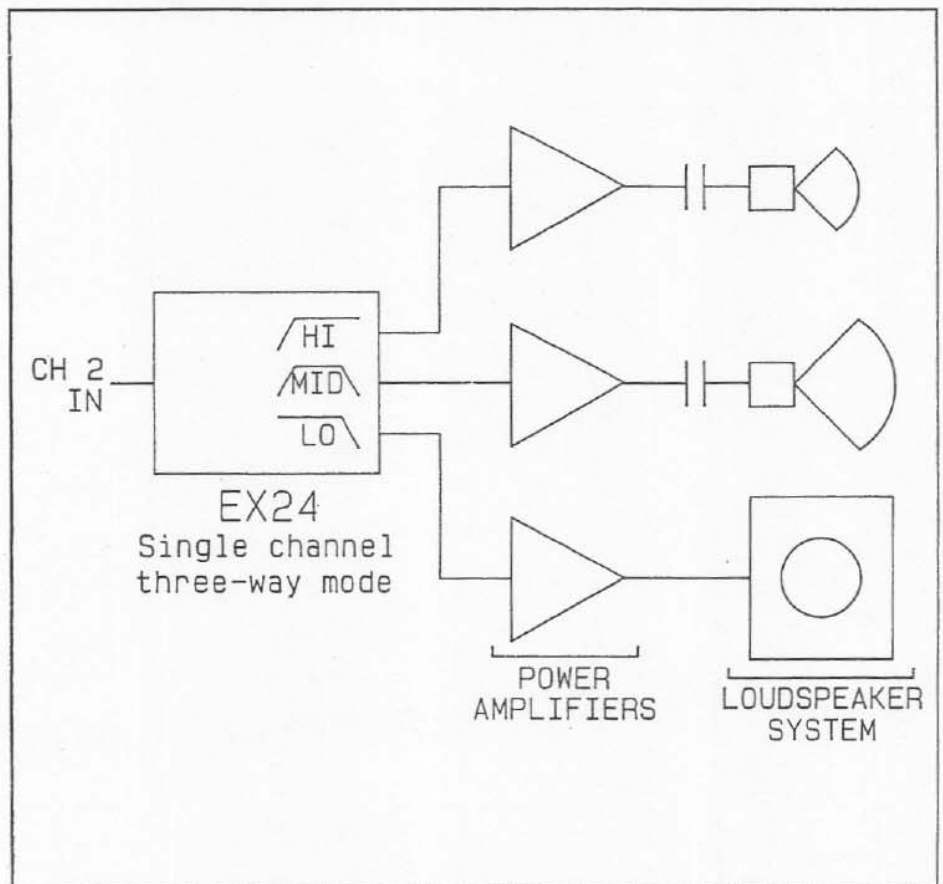 CH 2
IN
HI
MID
LO
EX24
Single channel
three-way mode
POWER
AMPLIFIERS
LOUDSPEAKER
SYSTEM